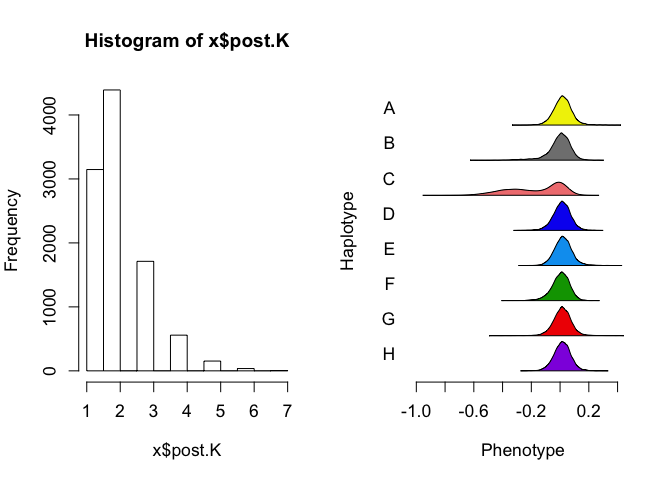 Histogram of x$post.K
Frequency
0
1000
2000
3000
4000
1 2 3 4 5 6 7
x$post.K
Haplotype
A
B
C
D
E
F
G
H
-1.0 -0.6 -0.2 0.2
Phenotype